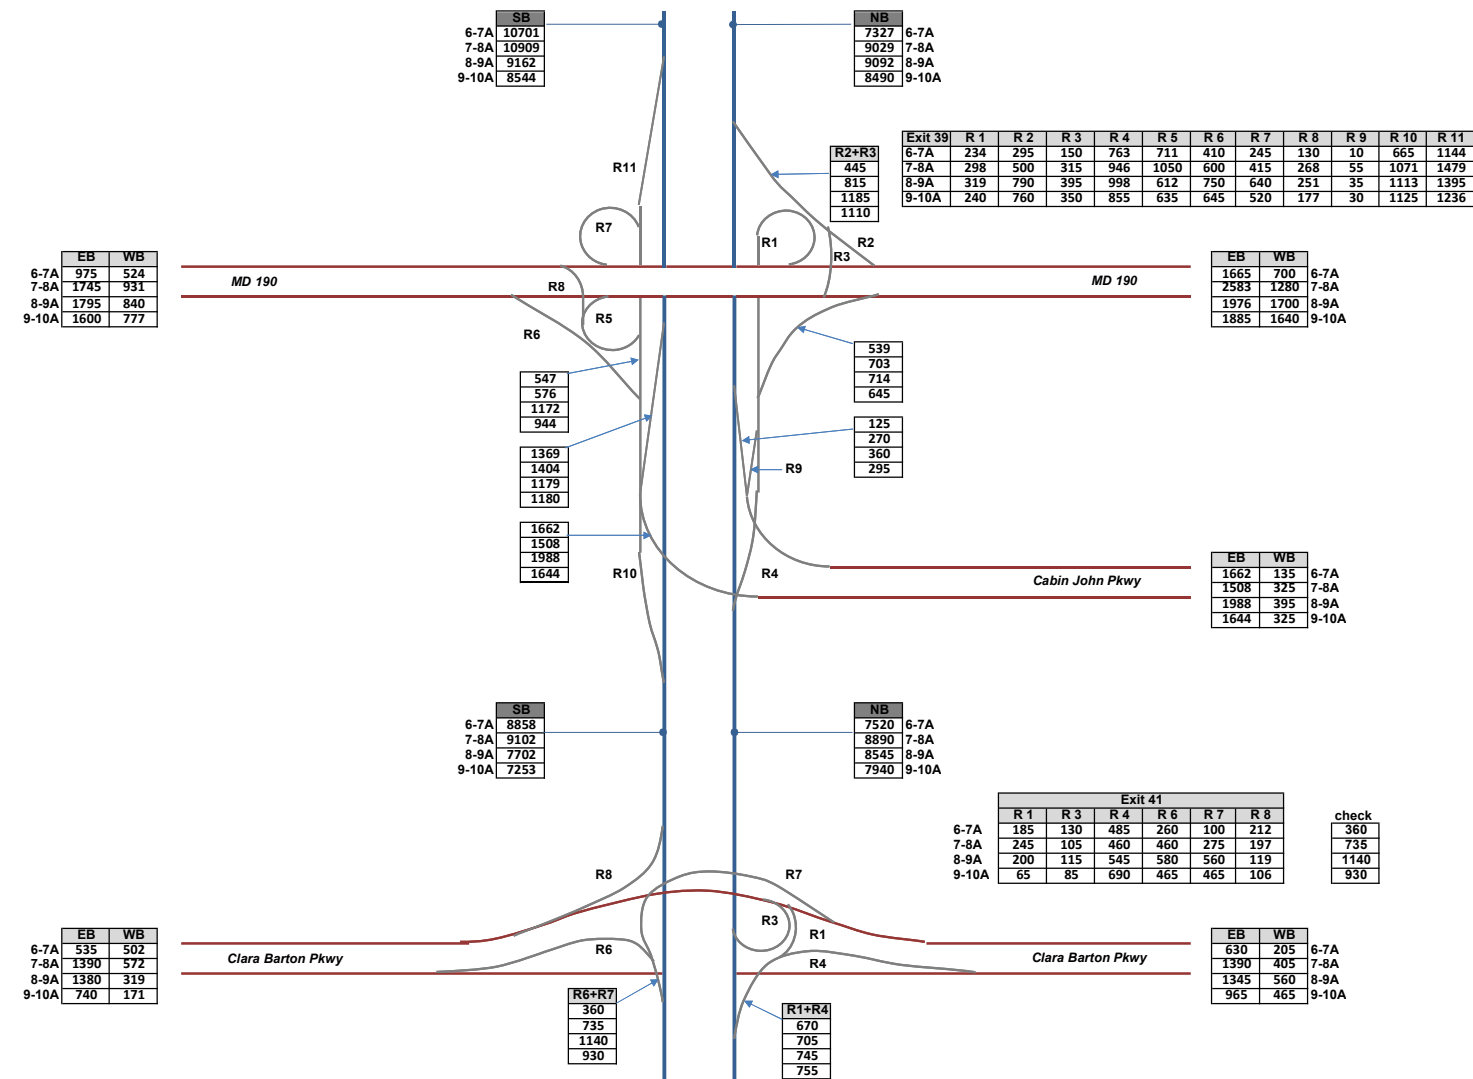 SB
6-7A 10701
7-8A 10909
8-9A 9162
9-10A 8544
NB
7327 6-7A
9029 7-8A
9092 8-9A
8490 9-10A
Exit 39 R 1 R 2 R 3 R 4 R 5 R 6 R 7 R 8 R 9 R 10 R 11
6-7A 234 295 150 763 711 410 245 130 10 665 1144
7-8A 298 500 315 946 1050 600 415 268 55 1071 1479
8-9A 319 790 395 998 612 750 640 251 35 1113 1395
9-10A 240 760 350 855 635 645 520 177 30 1125 1236
R2+R3
445
815
1185
1110
R11
R7
R1
R2
R3
EB WB
6-7A 975 524
7-8A 1745 931
8-9A 1795 840
9-10A 1600 777
MD 190
MD 190
EB WB
1665 700 6-7A
2583 1280 7-8A
1976 1700 8-9A
1885 1640 9-10A
R8
R5
R6
539
703
714
645
547
576
1172
944
125
270
360
295
R9
1369
1404
1179
1180
1662
1508
1988
1644
R10
R4
Cabin John Pkwy
EB WB
1662 135 6-7A
1508 325 7-8A
1988 395 8-9A
1644 325 9-10A
SB
6-7A 8858
7-8A 9102
8-9A 7702
9-10A 7253
NB
7520 6-7A
8890 7-8A
8545 8-9A
7940 9-10A
Exit 41
R 1 R 3 R 4 R 6 R 7 R 8
6-7A 185 130 485 260 100 212
7-8A 245 105 460 460 275 197
8-9A 200 115 545 580 560 119
9-10A 65 85 690 465 465 106
check
360
735
1140
930
R8
R7
R3
R1
R6
R4
EB WB
6-7A 535 502
7-8A 1390 572
8-9A 1380 319
9-10A 740 171
Clara Barton Pkwy
Clara Barton Pkwy
EB WB
630 205 6-7A
1390 405 7-8A
1345 560 8-9A
965 465 9-10A
R6+R7
360
735
1140
930
R1+R4
670
705
745
755